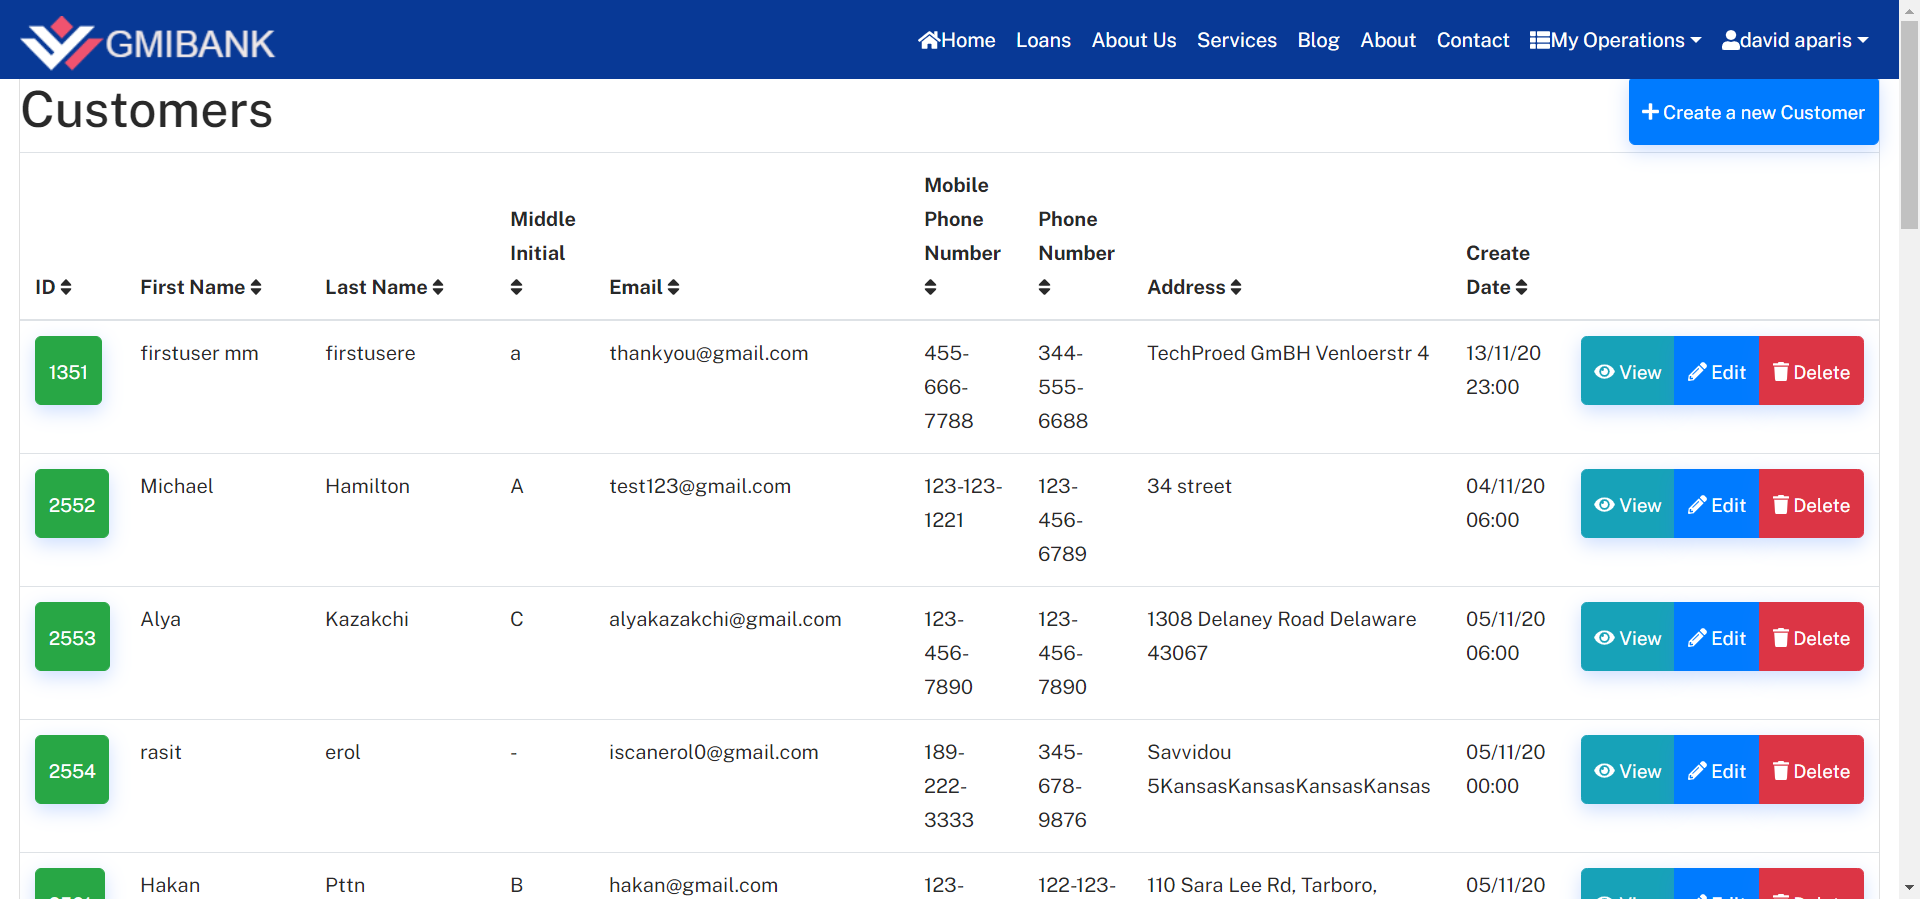 GMIBANK
Home Loans About Us Services Blog About Contact My Operations david aparis
Customers
Create a new Customer
ID First Name Last Name Middle Initial Email Mobile Phone Number Phone Number Address Create Date
1351 firstuser mm firstusere a thankyou@gmail.com 455-666-7788 344-555-6688 TechProed GmBH Venloerstr 4 13/11/20 23:00 View Edit Delete
2552 Michael Hamilton A test123@gmail.com 123-123-1221 123-456-6789 34 street 04/11/20 06:00 View Edit Delete
2553 Alya Kazakchi C alyakazakchi@gmail.com 123-456-7890 123-456-7890 1308 Delaney Road Delaware 43067 05/11/20 06:00 View Edit Delete
2554 rasit erol - iscanerol0@gmail.com 189-222-3333 345-678-9876 Savvidou 5KansasKansasKansasKansas 05/11/20 00:00 View Edit Delete
Hakan Pttn B hakan@gmail.com 123- 122-123- 110 Sara Lee Rd, Tarboro, 05/11/20